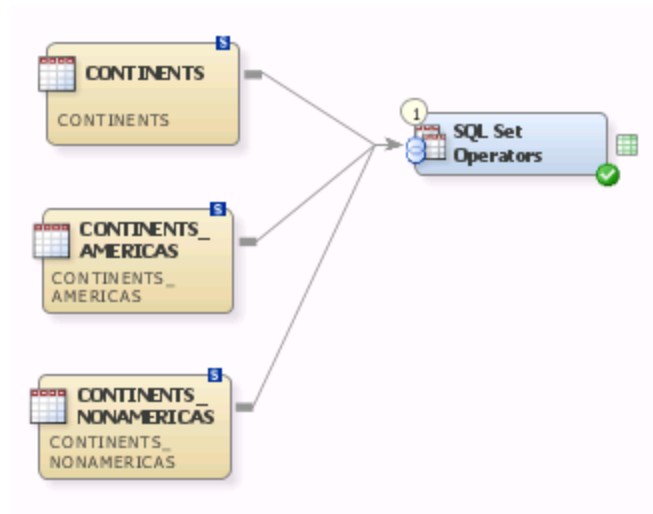 S
CONTINENTS
CONTINENTS
1
SQL Set
Operators
S
CONTINENTS_
AMERICAS
CONTINENTS_
AMERICAS
S
CONTINENTS_
NONAMERICAS
CONTINENTS_
NONAMERICAS